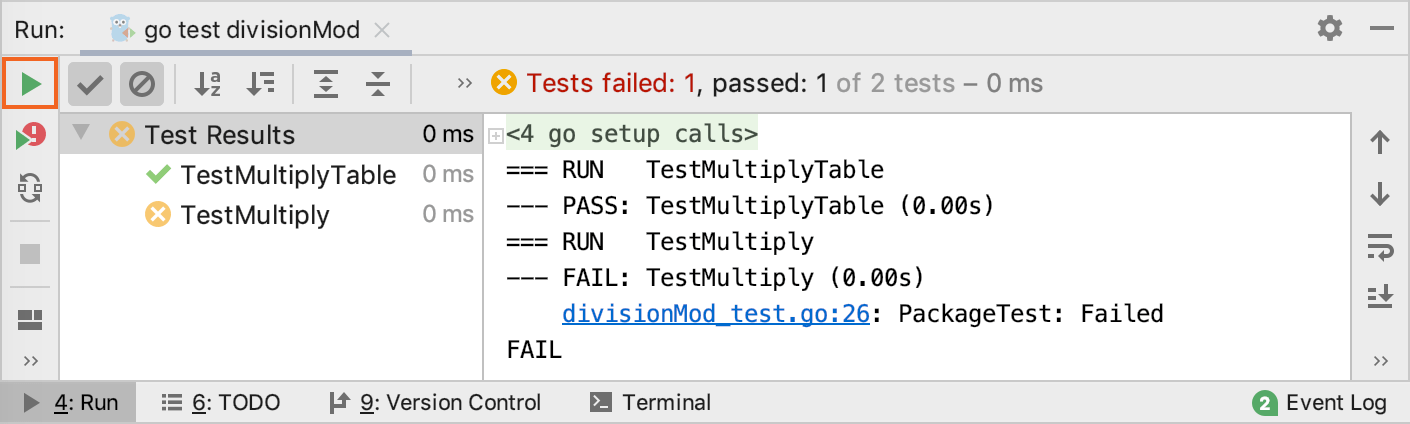 Run: go test divisionMod
Tests failed: 1, passed: 1 of 2 tests – 0 ms
Test Results 0 ms
TestMultiplyTable 0 ms
TestMultiply 0 ms
<4 go setup calls>
=== RUN   TestMultiplyTable
--- PASS: TestMultiplyTable (0.00s)
=== RUN   TestMultiply
--- FAIL: TestMultiply (0.00s)
    divisionMod_test.go:26: PackageTest: Failed
FAIL
4: Run 6: TODO 9: Version Control Terminal 2 Event Log